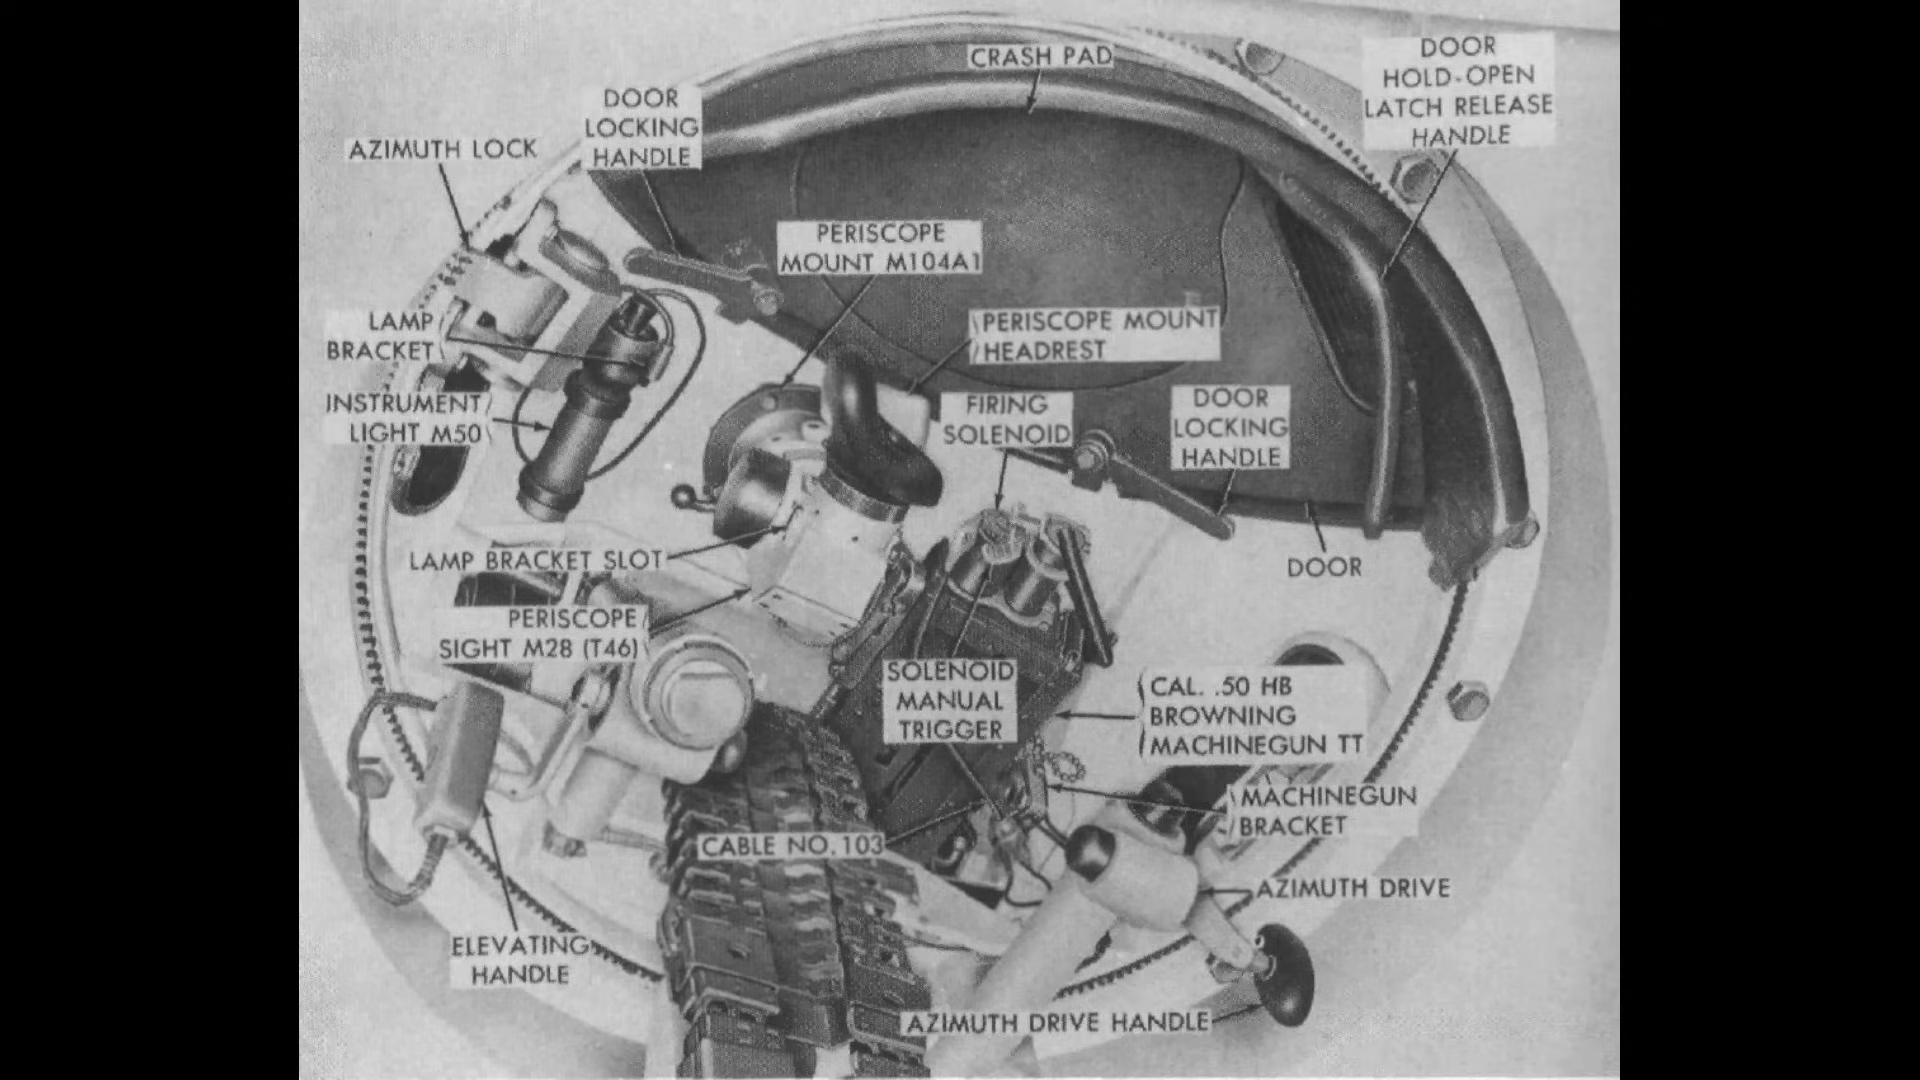 CRASH PAD
DOOR
HOLD-OPEN
LATCH RELEASE
HANDLE
DOOR
LOCKING
HANDLE
AZIMUTH LOCK
PERISCOPE
MOUNT M104A1
LAMP
BRACKET
PERISCOPE MOUNT
HEADREST
INSTRUMENT
LIGHT M50
FIRING
SOLENOID
DOOR
LOCKING
HANDLE
LAMP BRACKET SLOT
DOOR
PERISCOPE
SIGHT M28 (T46)
SOLENOID
MANUAL
TRIGGER
CAL. .50 HB
BROWNING
MACHINEGUN TT
MACHINEGUN
BRACKET
CABLE NO. 103
AZIMUTH DRIVE
ELEVATING
HANDLE
AZIMUTH DRIVE HANDLE